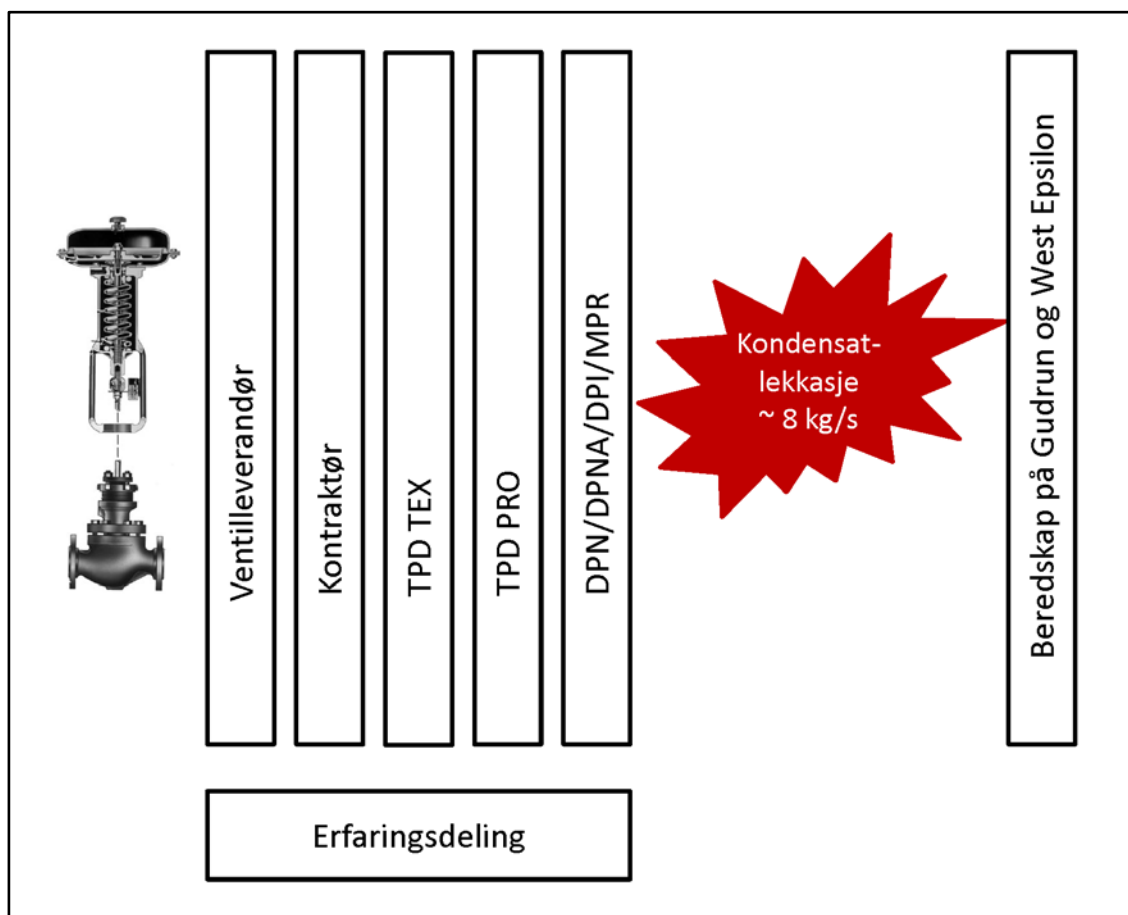 Ventilleverandør
Kontraktør
TPD TEX
TPD PRO
DPN/DPNA/DPI/MPR
Kondensat-
lekkasje
~ 8 kg/s
Beredskap på Gudrun og West Epsilon
Erfaringsdeling